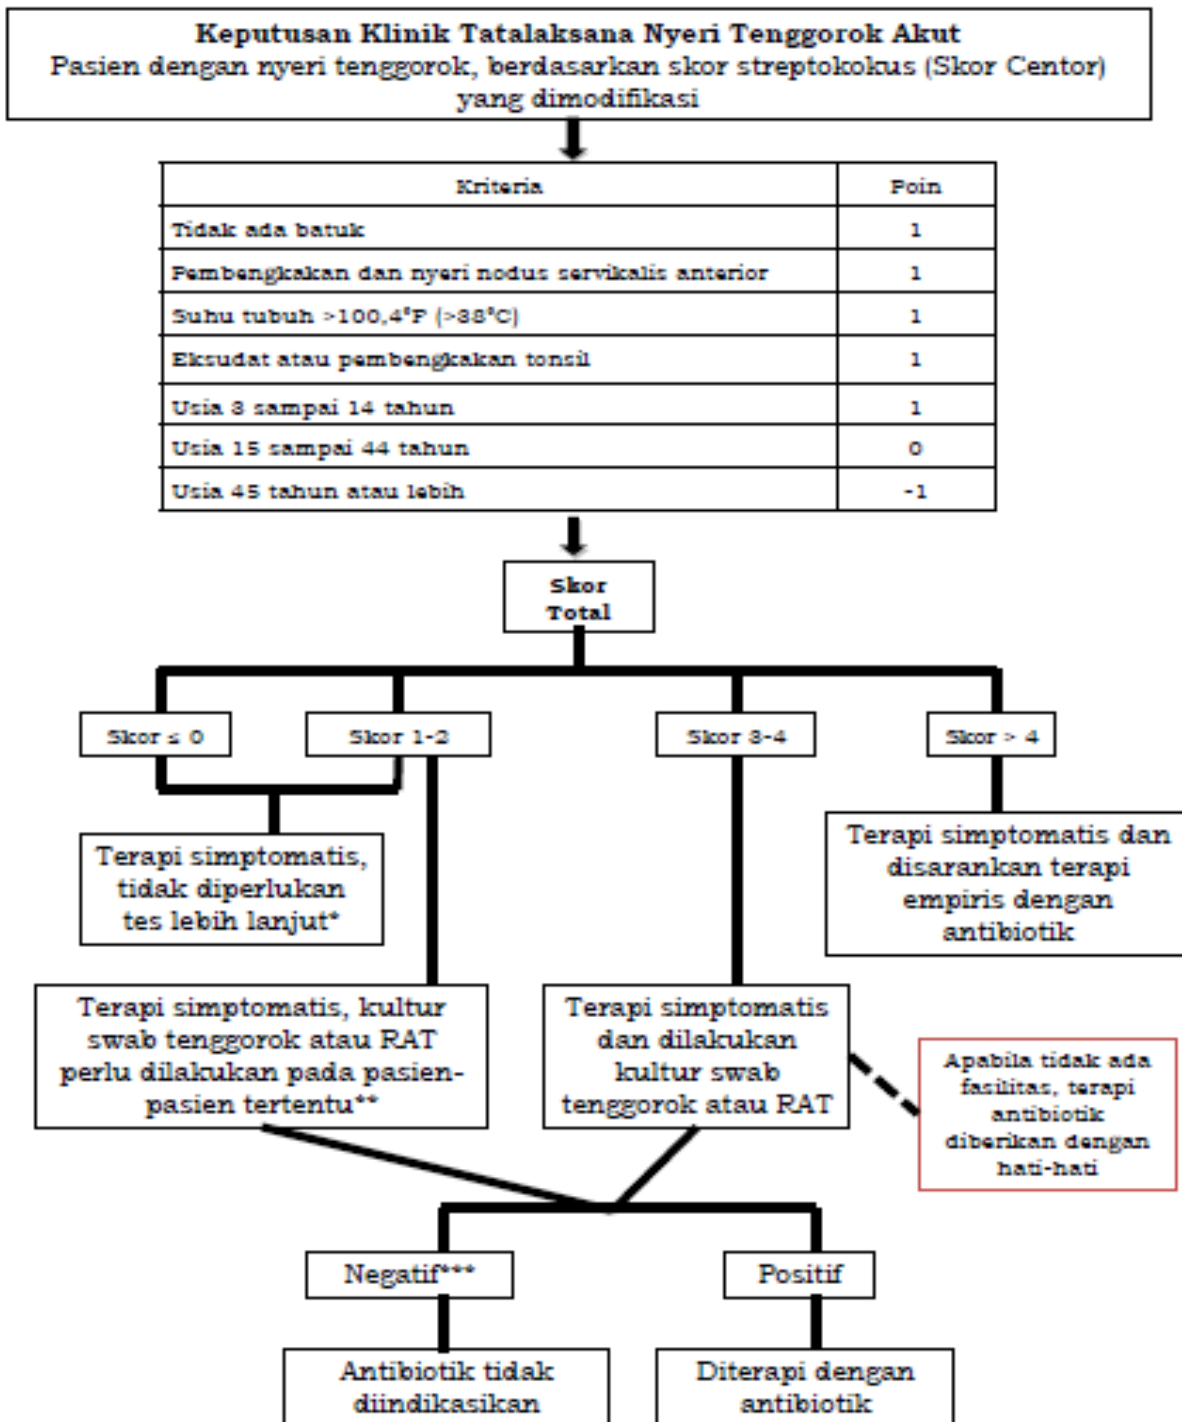 Keputusan Klinik Tatalaksana Nyeri Tenggorok Akut
Pasien dengan nyeri tenggorok, berdasarkan skor streptokokus (Skor Centor)
yang dimodifikasi
Kriteria Poin
Tidak ada batuk 1
Pembengkakan dan nyeri nodus servikalis anterior 1
Suhu tubuh >100,4°F (>38°C) 1
Eksudat atau pembengkakan tonsil 1
Usia 3 sampai 14 tahun 1
Usia 15 sampai 44 tahun 0
Usia 45 tahun atau lebih -1
Skor
Total
Skor ≤ 0
Skor 1-2
Skor 3-4
Skor > 4
Terapi simptomatis,
tidak diperlukan
tes lebih lanjut*
Terapi simptomatis dan
disarankan terapi
empiris dengan
antibiotik
Terapi simptomatis, kultur
swab tenggorok atau RAT
perlu dilakukan pada pasien-
pasien tertentu**
Terapi simptomatis
dan dilakukan
kultur swab
tenggorok atau RAT
Apabila tidak ada
fasilitas, terapi
antibiotik
diberikan dengan
hati-hati
Negatif***
Positif
Antibiotik tidak
diindikasikan
Diterapi dengan
antibiotik